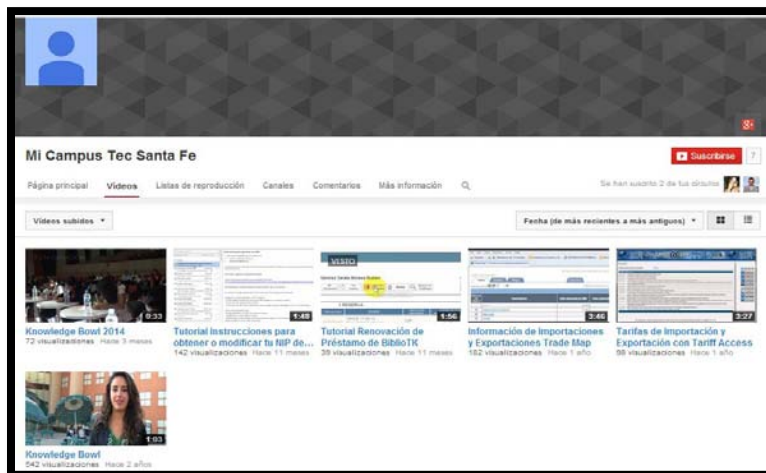 Mi Campus Tec Santa Fe
Suscribirse 7
Página principal Vídeos Listas de reproducción Canales Comentarios Más información
Se han suscrito 2 de tus círculos
Vídeos subidos
Fecha (de más recientes a más antiguos)
VISTO
0:33 1:49 1:56 3:46 3:27
Knowledge Bowl 2014
72 visualizaciones Hace 3 meses
Tutorial Instrucciones para
obtener o modificar tu NIP de...
142 visualizaciones Hace 11 meses
Tutorial Renovación de
Préstamo de BiblioTK
39 visualizaciones Hace 11 meses
Información de Importaciones
y Exportaciones Trade Map
182 visualizaciones Hace 1 año
Tarifas de Importación y
Exportación con Tariff Access
98 visualizaciones Hace 1 año
1:03
Knowledge Bowl
542 visualizaciones Hace 2 años